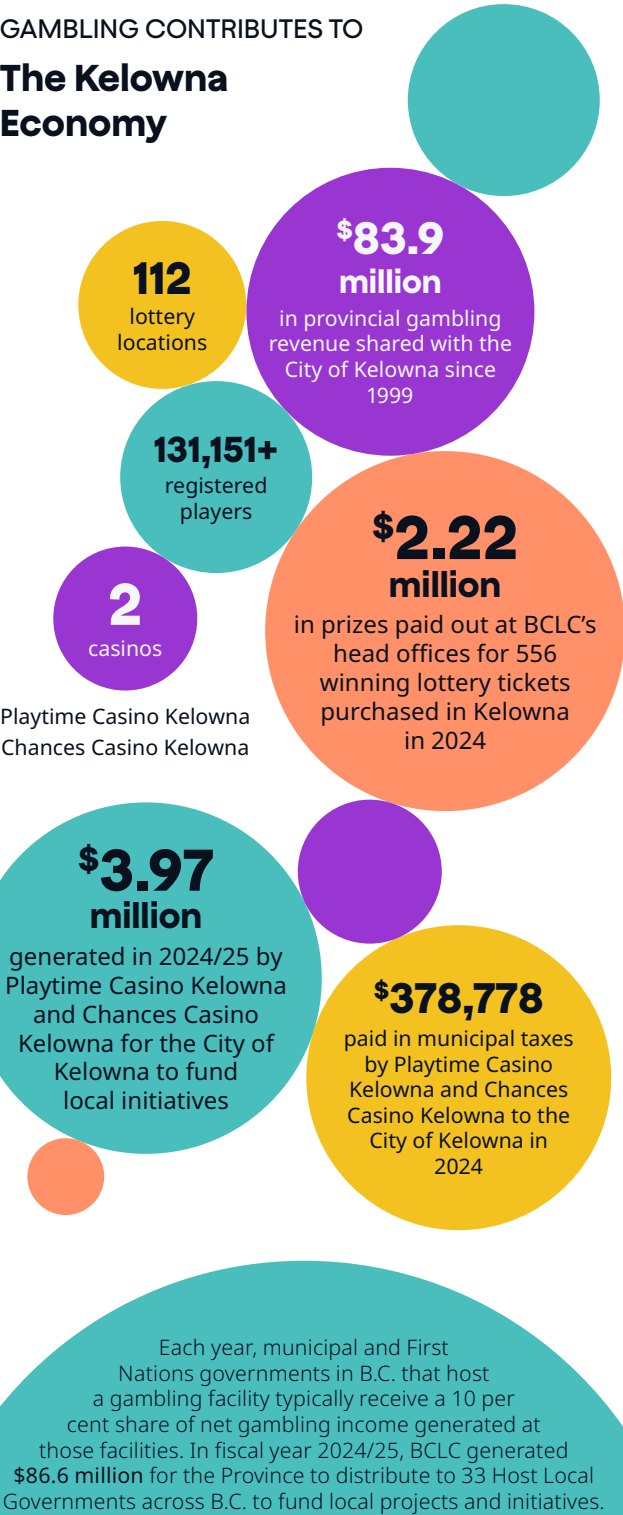 GAMBLING CONTRIBUTES TO
The Kelowna
Economy
$83.9
million
in provincial gambling
revenue shared with the
City of Kelowna since
1999
112
lottery
locations
131,151+
registered
players
$2.22
million
in prizes paid out at BCLC’s
head offices for 556
winning lottery tickets
purchased in Kelowna
in 2024
2
casinos
Playtime Casino Kelowna
Chances Casino Kelowna
$3.97
million
generated in 2024/25 by
Playtime Casino Kelowna
and Chances Casino
Kelowna for the City of
Kelowna to fund
local initiatives
$378,778
paid in municipal taxes
by Playtime Casino
Kelowna and Chances
Casino Kelowna to the
City of Kelowna in
2024
Each year, municipal and First
Nations governments in B.C. that host
a gambling facility typically receive a 10 per
cent share of net gambling income generated at
those facilities. In fiscal year 2024/25, BCLC generated
$86.6 million for the Province to distribute to 33 Host Local
Governments across B.C. to fund local projects and initiatives.